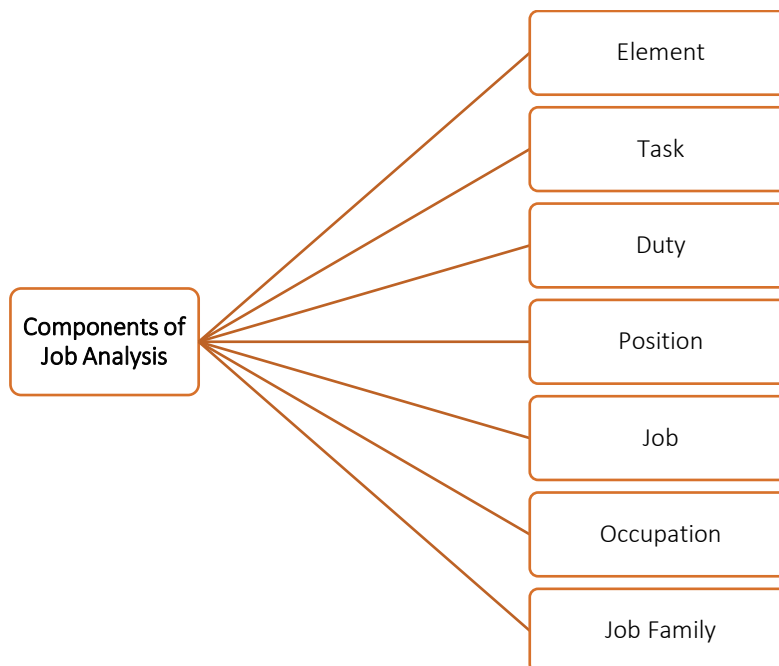 Components of
Job Analysis
Element
Task
Duty
Position
Job
Occupation
Job Family